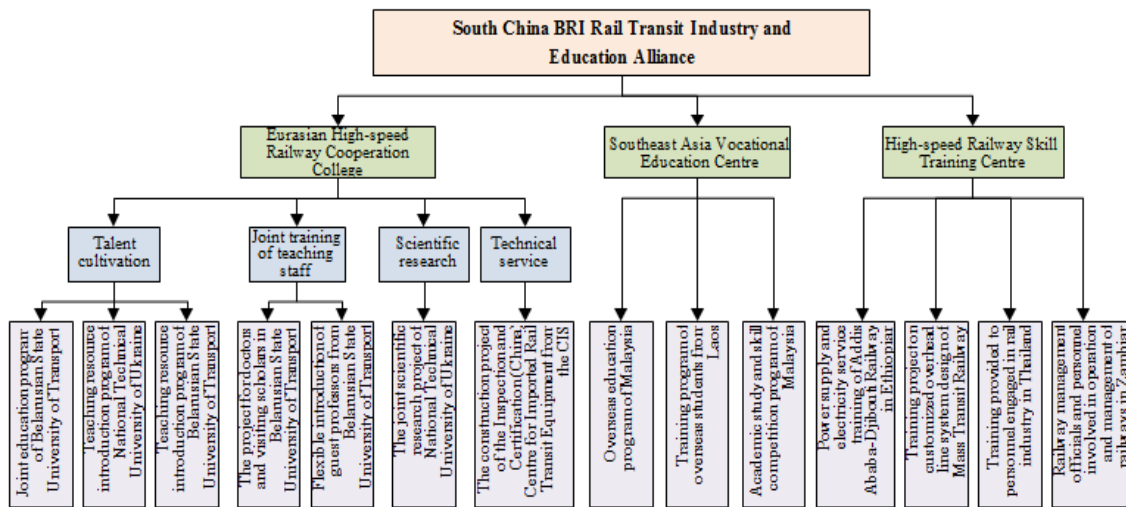 South China BRI Rail Transit Industry and
Education Alliance
Eurasian High-speed
Railway Cooperation
College
Southeast Asia Vocational
Education Centre
High-speed Railway Skill
Training Centre
Talent
cultivation
Joint training
of teaching
staff
Scientific
research
Technical
service
Joint education program
of Belarusian State
University of Transport
Teaching resource
introduction program of
National Technical
University of Ukraine
Teaching resource
introduction program of
Belarusian State
University of Transport
The project for doctors
and visiting scholars in
Belarusian State
University of Transport
Flexible introduction of
guest professors from
Belarusian State
University of Transport
The joint scientific
research project of
National Technical
University of Ukraine
The construction project
of the Inspection and
Certification (China)
Centre for Imported Rail
Transit Equipment from
the CIS
Overseas education
program of Malaysia
Training program of
overseas students from
Laos
Academic study and skill
competition program of
Malaysia
Power supply and
electricity service
training of Addis
Ababa-Djibouti Railway
in Ethiopia
Training project on
customized overhead
line system design of
Mass Transit Railway
Training provided to
personnel engaged in rail
industry in Thailand
Railway management
officials and personnel
involved in operation
and management of
railways in Zambia